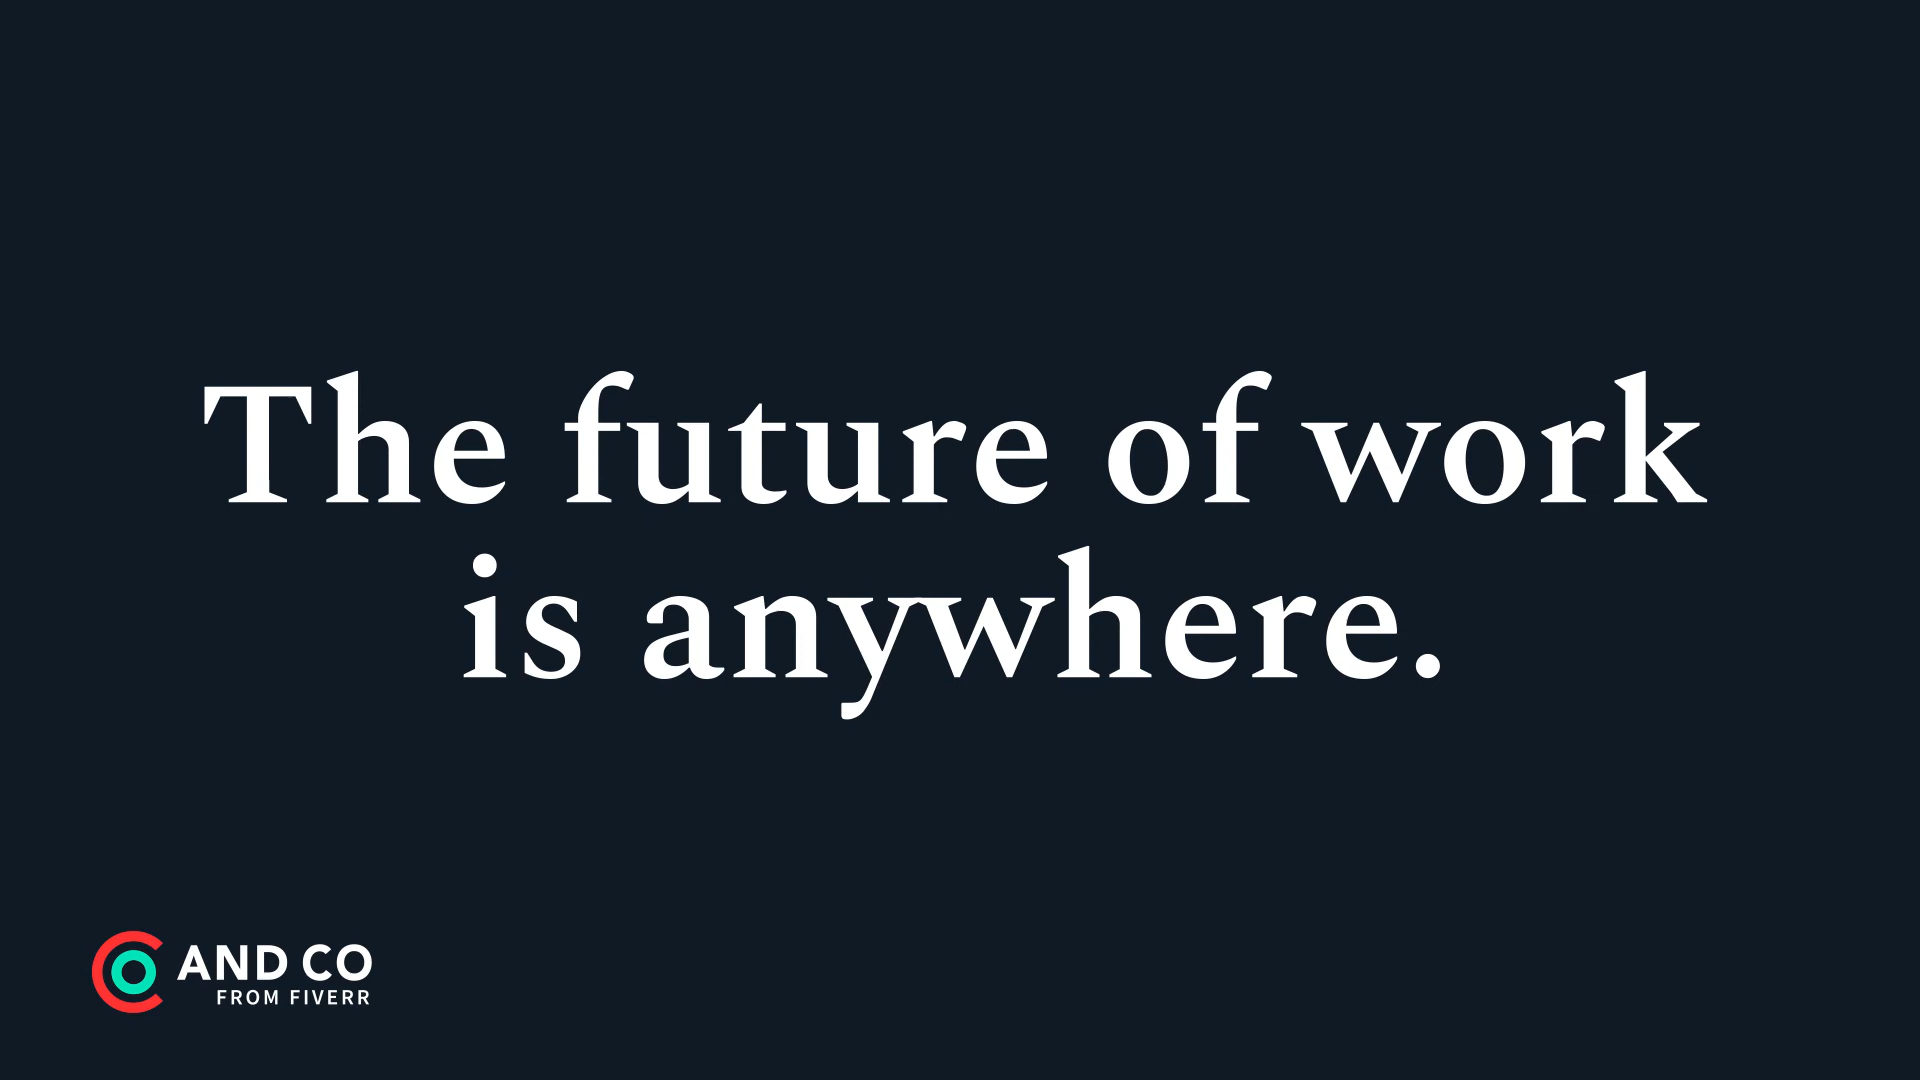 The future of work
is anywhere.
AND CO
FROM FIVERR